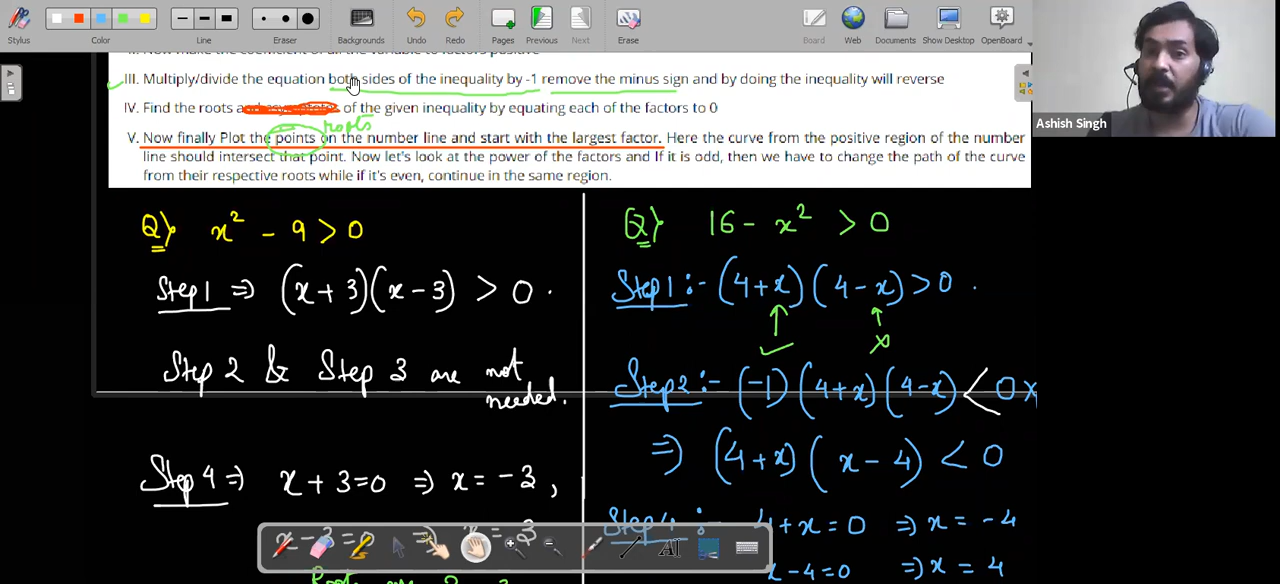 Stylus
Color
Line
Eraser
Backgrounds
Undo
Redo
Pages
Previous
Next
Erase
Board
Web
Documents
Show Desktop
OpenBoard
Ashish Singh
III. Multiply/divide the equation both sides of the inequality by -1 remove the minus sign and by doing the inequality will reverse
IV. Find the roots of the given inequality by equating each of the factors to 0
roots
V. Now finally Plot the points on the number line and start with the largest factor. Here the curve from the positive region of the number
line should intersect that point. Now let's look at the power of the factors and If it is odd, then we have to change the path of the curve
from their respective roots while if it's even, continue in the same region.
Q} x² - 9 > 0
Step 1 ⇒ (x + 3)(x - 3) > 0 .
Step 2 & Step 3 are not
needed.
Step 4 ⇒ x + 3 = 0 ⇒ x = -3 ,
x - 3 = 0 ⇒ x = 3
Q} 16 - x² > 0
Step 1 :- (4+x)(4-x) > 0 .
Step 2 :- (-1)(4+x)(4-x) < 0 x
⇒ (4+x)(x-4) < 0
Step 4 :- 4+x=0 ⇒ x = -4
x-4=0 ⇒ x = 4